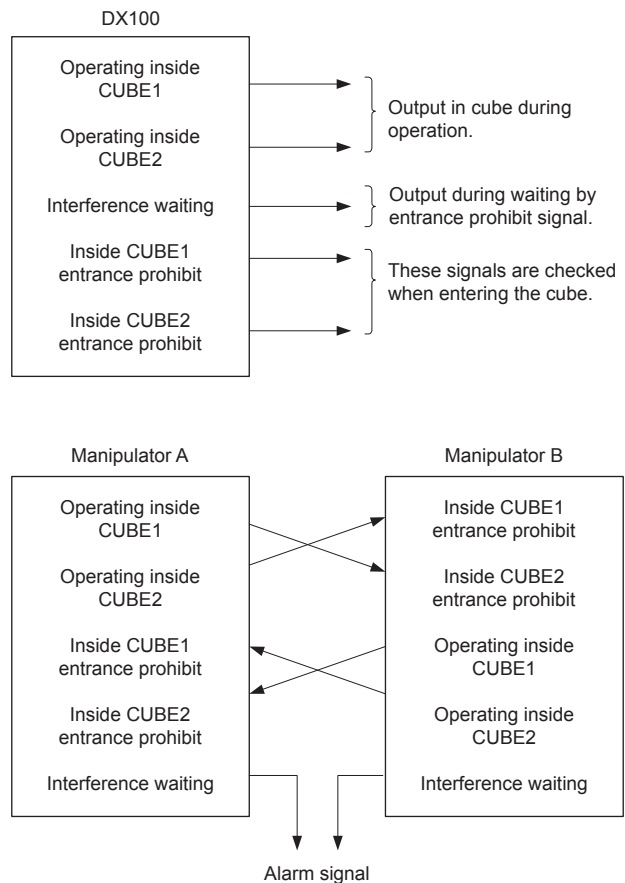 DX100
Operating inside
CUBE1
Operating inside
CUBE2
Interference waiting
Inside CUBE1
entrance prohibit
Inside CUBE2
entrance prohibit
Output in cube during
operation.
Output during waiting by
entrance prohibit signal.
These signals are checked
when entering the cube.
Manipulator A
Operating inside
CUBE1
Operating inside
CUBE2
Inside CUBE1
entrance prohibit
Inside CUBE2
entrance prohibit
Interference waiting
Manipulator B
Inside CUBE1
entrance prohibit
Inside CUBE2
entrance prohibit
Operating inside
CUBE1
Operating inside
CUBE2
Interference waiting
Alarm signal